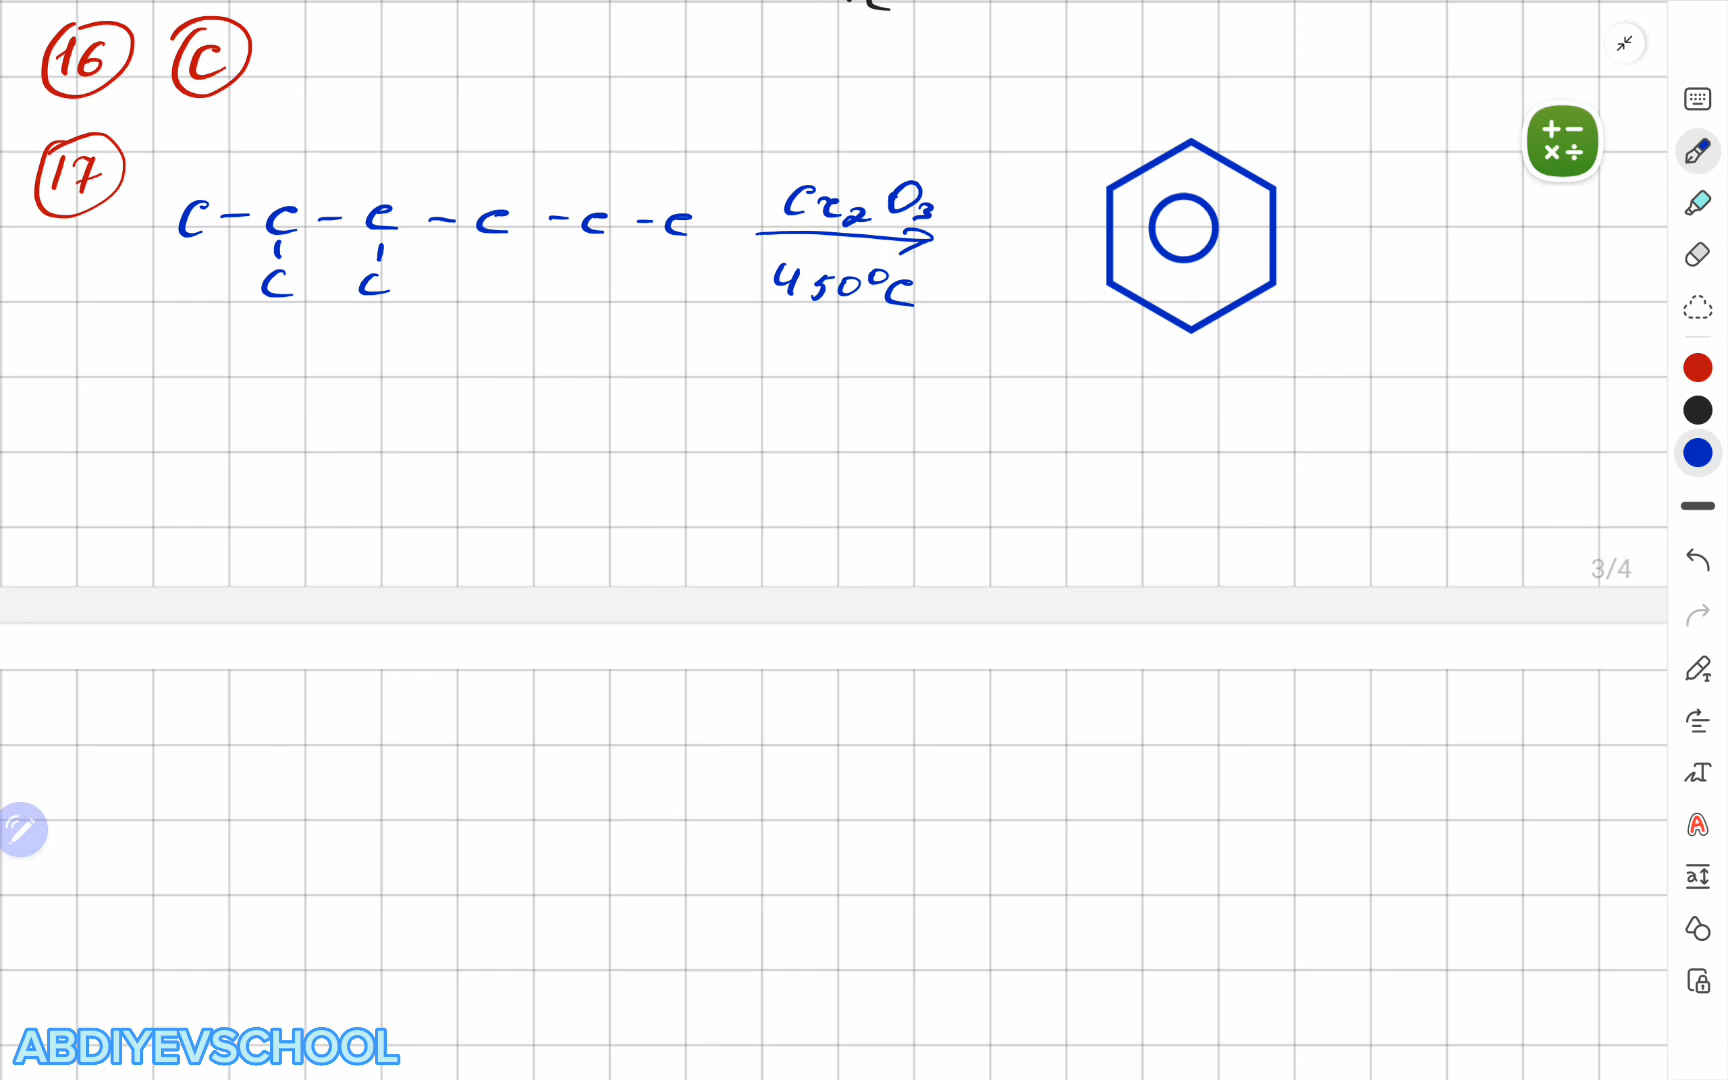 16 C
17
C - C - C - C - C - C Cr₂O₃
C C 450°C
3/4
ABDIYEVSCHOOL